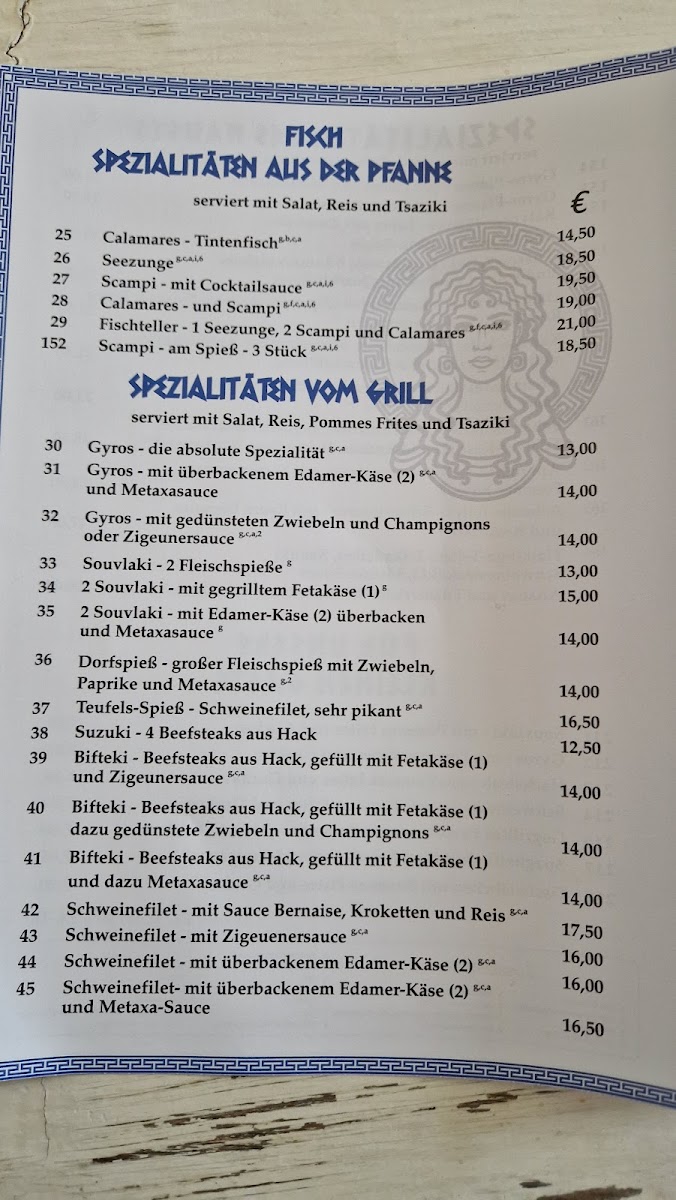 FISCH
SPEZIALITÄTEN AUS DER PFANNE
serviert mit Salat, Reis und Tsaziki
€
25 Calamares - Tintenfisch g,b,c,a 14,50
26 Seezunge g,c,a,i,6 18,50
27 Scampi - mit Cocktailsauce g,c,a,i,6 19,50
28 Calamares - und Scampi g,f,c,a,i,6 19,00
29 Fischteller - 1 Seezunge, 2 Scampi und Calamares g,f,c,a,i,6 21,00
152 Scampi - am Spieß - 3 Stück g,c,a,i,6 18,50
SPEZIALITÄTEN VOM GRILL
serviert mit Salat, Reis, Pommes Frites und Tsaziki
30 Gyros - die absolute Spezialität g,c,a 13,00
31 Gyros - mit überbackenem Edamer-Käse (2) g,c,a
und Metaxasauce 14,00
32 Gyros - mit gedünsteten Zwiebeln und Champignons
oder Zigeunersauce g,c,a,2 14,00
33 Souvlaki - 2 Fleischspieße g 13,00
34 2 Souvlaki - mit gegrilltem Fetakäse (1) g 15,00
35 2 Souvlaki - mit Edamer-Käse (2) überbacken
und Metaxasauce g 14,00
36 Dorfspieß - großer Fleischspieß mit Zwiebeln,
Paprike und Metaxasauce g,2 14,00
37 Teufels-Spieß - Schweinefilet, sehr pikant g,c,a 16,50
38 Suzuki - 4 Beefsteaks aus Hack 12,50
39 Bifteki - Beefsteaks aus Hack, gefüllt mit Fetakäse (1)
und Zigeunersauce g,c,a 14,00
40 Bifteki - Beefsteaks aus Hack, gefüllt mit Fetakäse (1)
dazu gedünstete Zwiebeln und Champignons g,c,a 14,00
41 Bifteki - Beefsteaks aus Hack, gefüllt mit Fetakäse (1)
und dazu Metaxasauce g,c,a 14,00
42 Schweinefilet - mit Sauce Bernaise, Kroketten und Reis g,c,a 17,50
43 Schweinefilet - mit Zigeuenersauce g,c,a 16,00
44 Schweinefilet - mit überbackenem Edamer-Käse (2) g,c,a 16,00
45 Schweinefilet- mit überbackenem Edamer-Käse (2) g,c,a
und Metaxa-Sauce 16,50